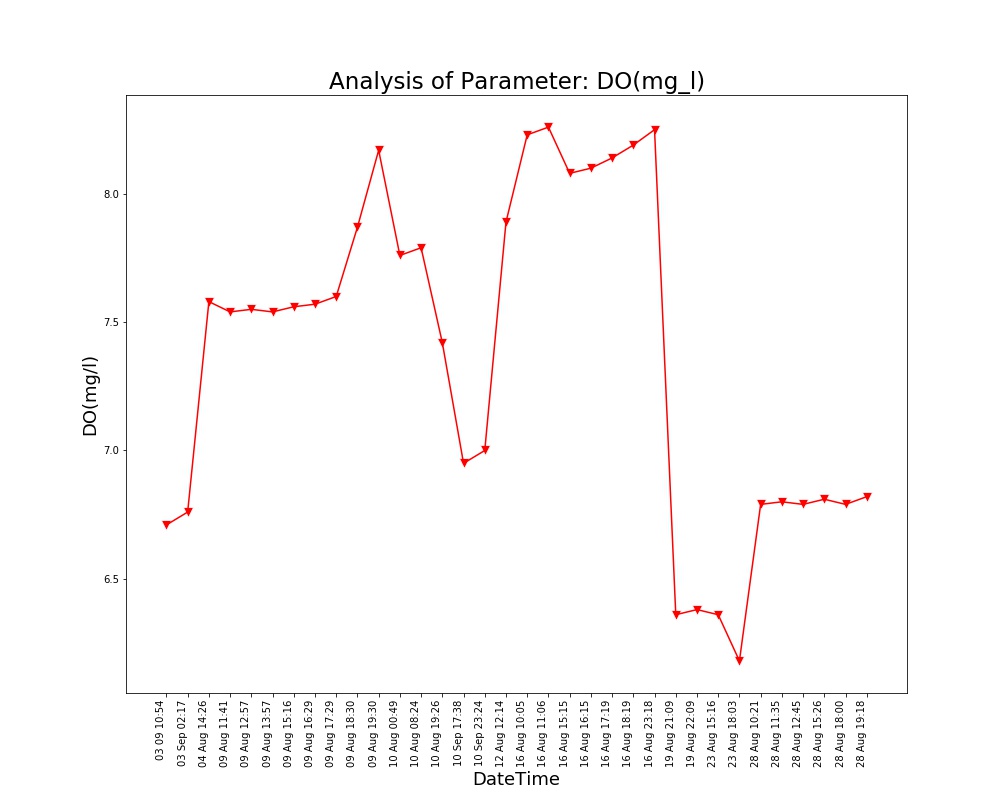 Analysis of Parameter: DO(mg_l)
DO(mg/l)
8.0
7.5
7.0
6.5
03 09 10:54
03 Sep 02:17
04 Aug 14:26
09 Aug 11:41
09 Aug 12:57
09 Aug 13:57
09 Aug 15:16
09 Aug 16:29
09 Aug 17:29
09 Aug 18:30
09 Aug 19:30
10 Aug 00:49
10 Aug 08:24
10 Aug 19:26
10 Sep 17:38
10 Sep 23:24
12 Aug 12:14
16 Aug 10:05
16 Aug 11:06
16 Aug 15:15
16 Aug 16:15
16 Aug 17:19
16 Aug 18:19
16 Aug 23:18
19 Aug 21:09
19 Aug 22:09
23 Aug 15:16
23 Aug 18:03
28 Aug 10:21
28 Aug 11:35
28 Aug 12:45
28 Aug 15:26
28 Aug 18:00
28 Aug 19:18
DateTime